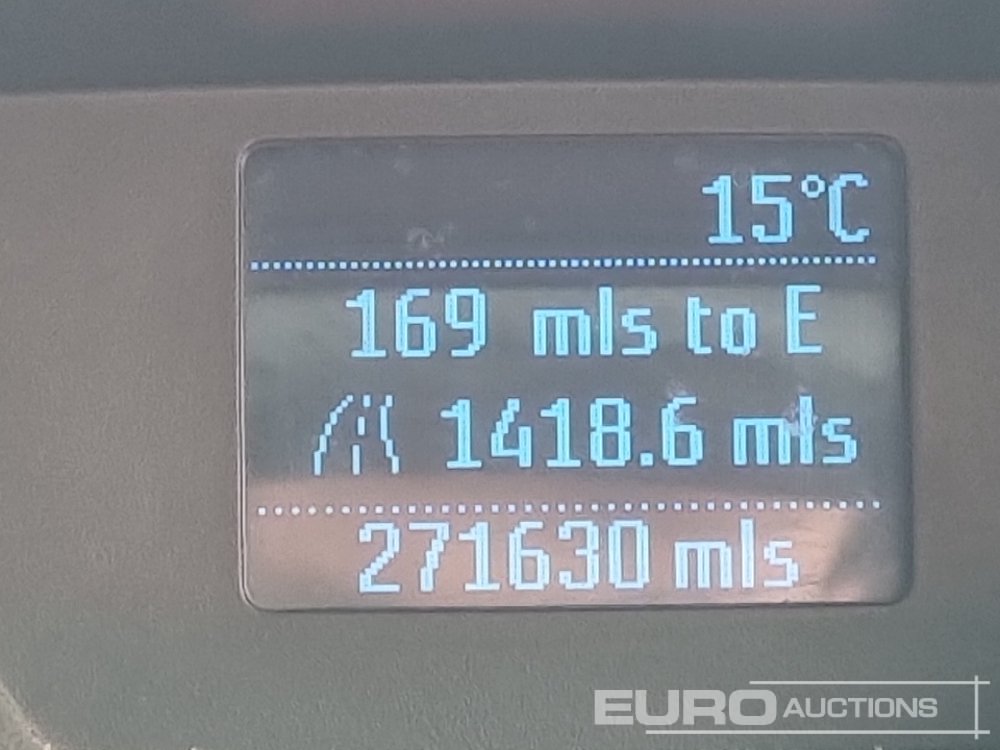 15°C
169 mls to E
1418.6 mls
271630 mls
EURO AUCTIONS